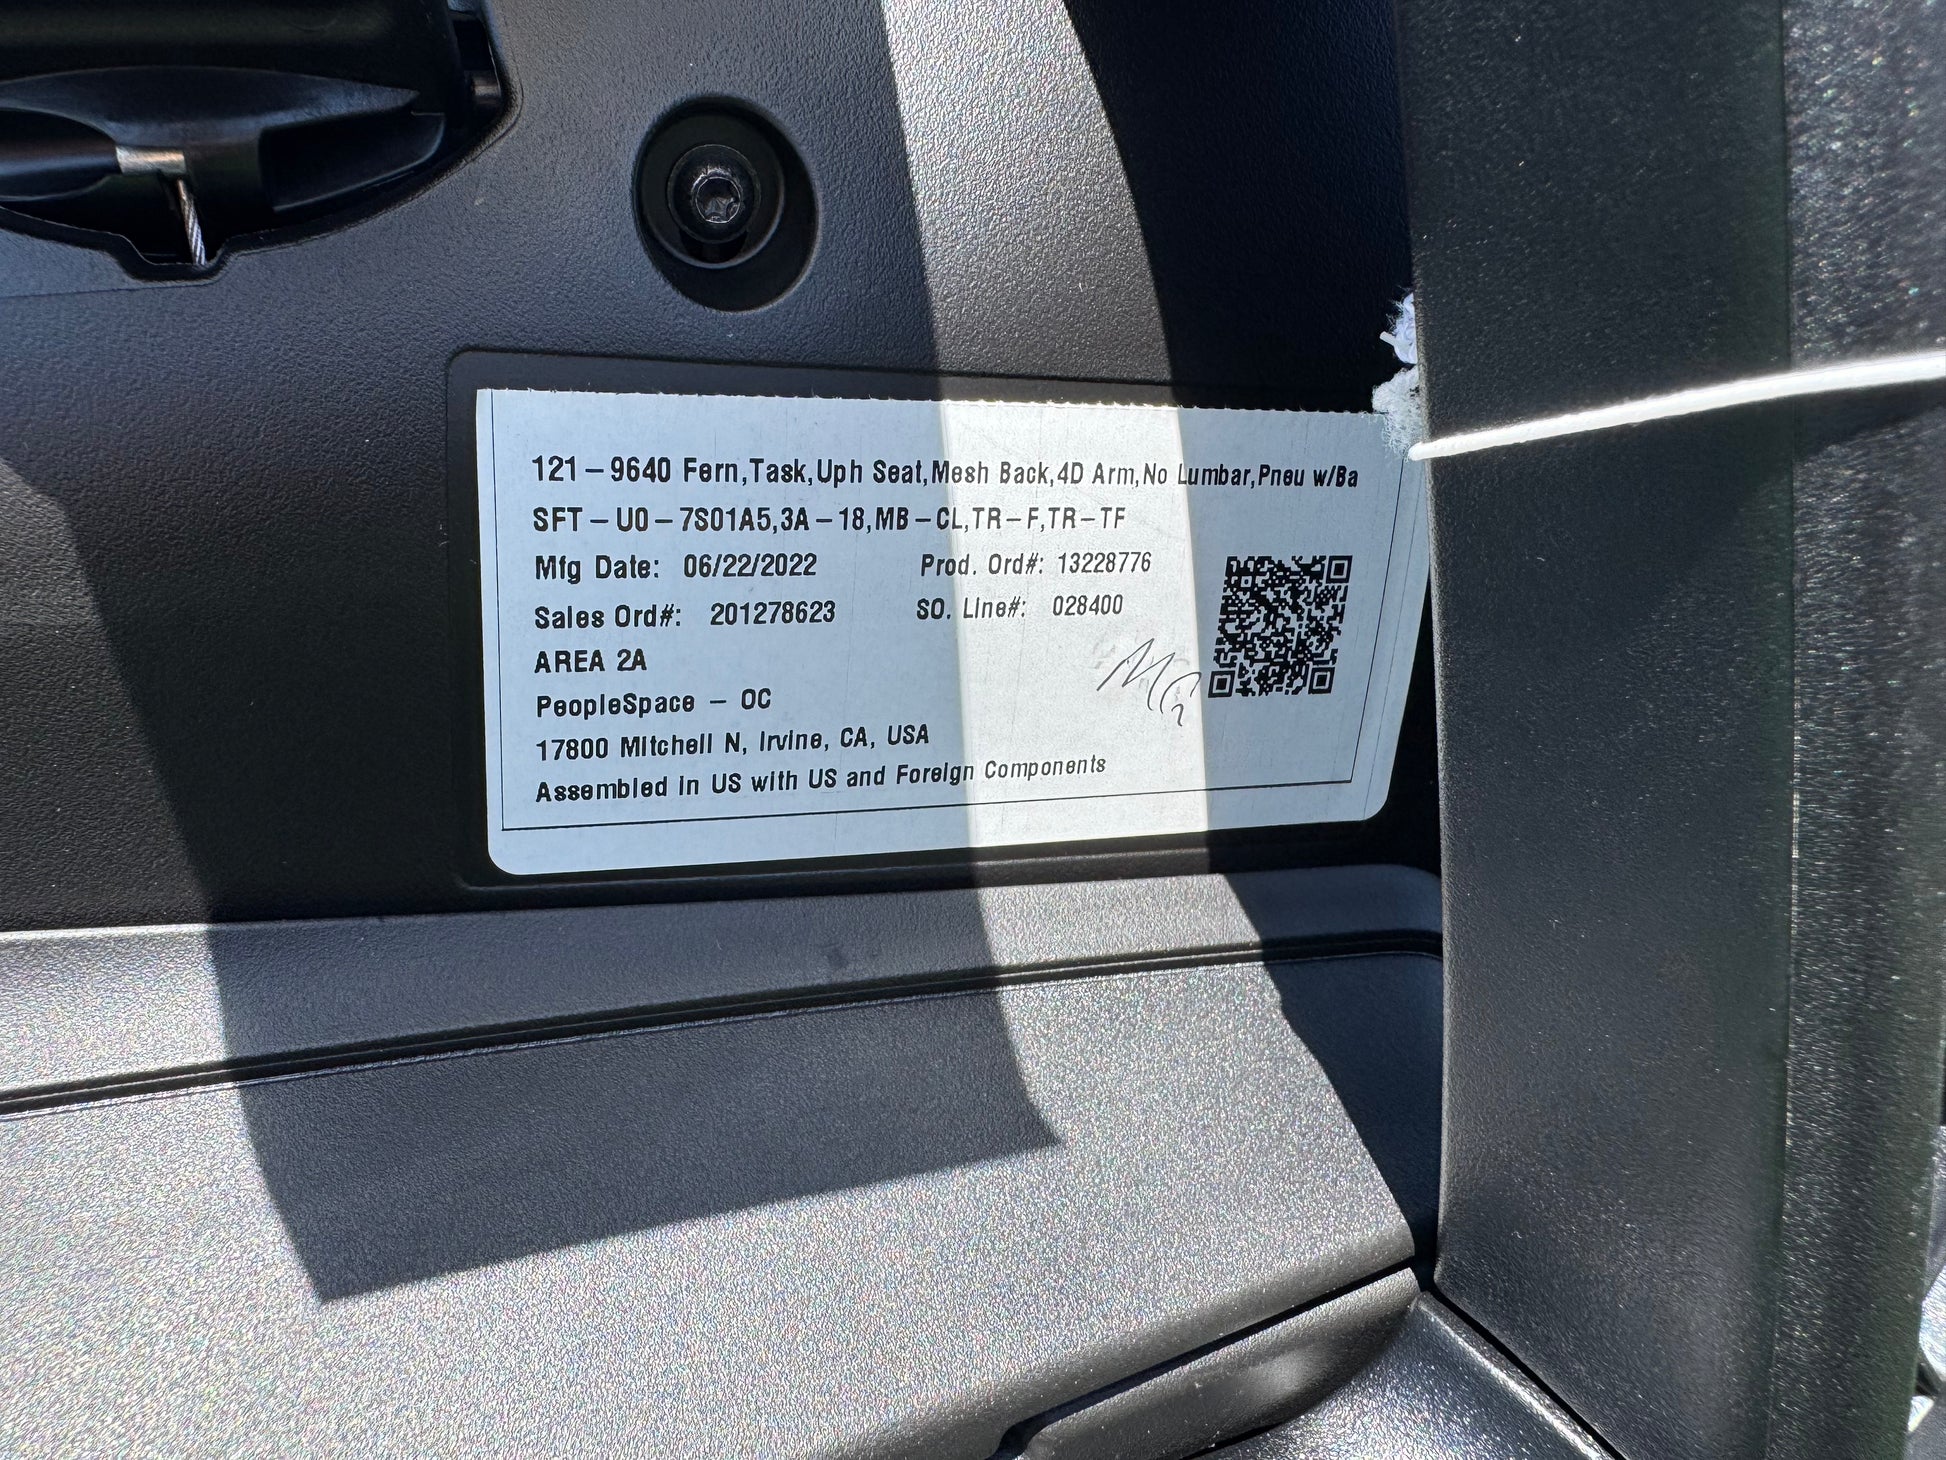 121-9640 Fern,Task,Uph Seat,Mesh Back,4D Arm,No Lumbar,Pneu w/Ba
SFT-U0-7S01A5,3A-18,MB-CL,TR-F,TR-TF
Mfg Date: 06/22/2022 Prod. Ord#: 13228776
Sales Ord#: 201278623 SO. Line#: 028400
AREA 2A
PeopleSpace - OC
17800 Mitchell N, Irvine, CA, USA
Assembled in US with US and Foreign Components